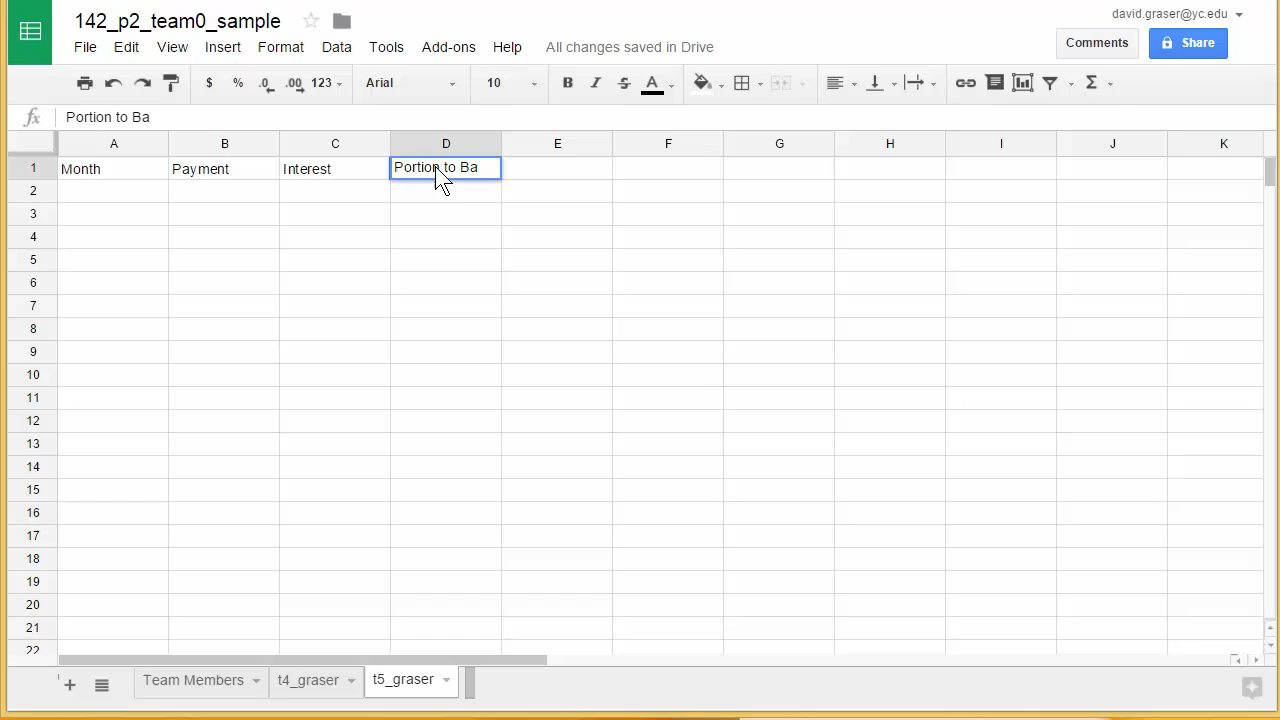 142_p2_team0_sample
david.graser@yc.edu
File Edit View Insert Format Data Tools Add-ons Help All changes saved in Drive
Comments Share
$ % .0 .00 123 Arial 10 B I S A Σ
fx Portion to Ba
A B C D E F G H I J K
1 Month Payment Interest Portion to Ba
2
3
4
5
6
7
8
9
10
11
12
13
14
15
16
17
18
19
20
21
22
+ Team Members t4_graser t5_graser